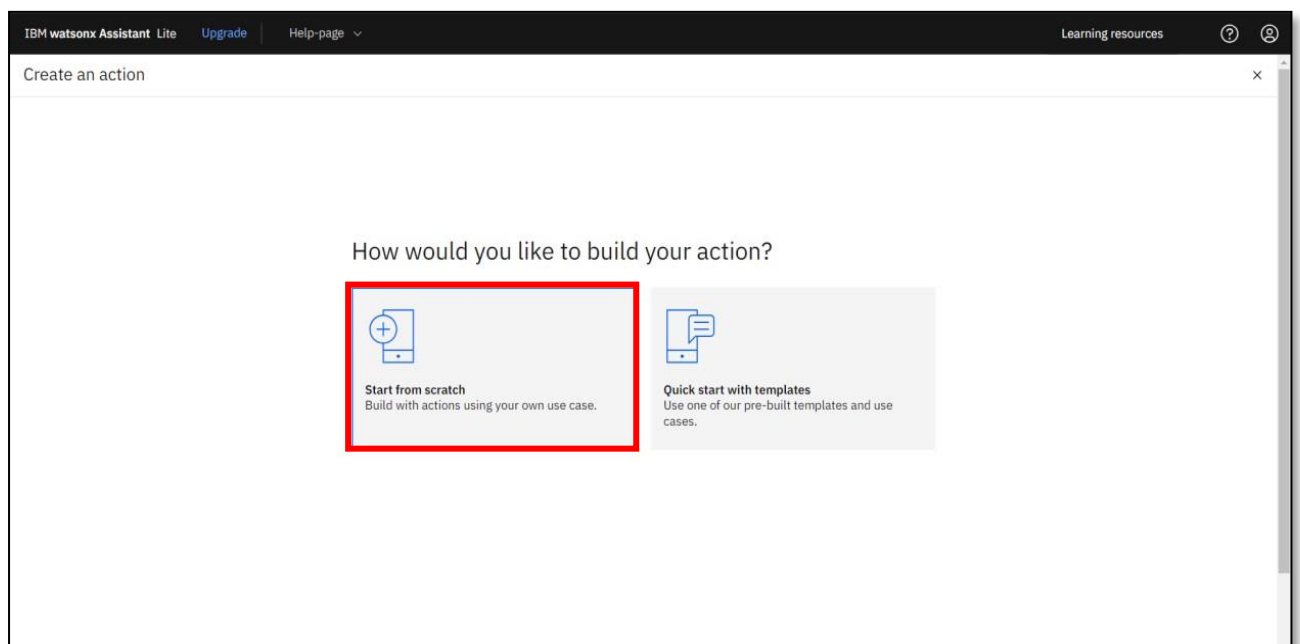 IBM watsonx Assistant Lite Upgrade Help-page Learning resources
Create an action
How would you like to build your action?
Start from scratch
Build with actions using your own use case.
Quick start with templates
Use one of our pre-built templates and use
cases.